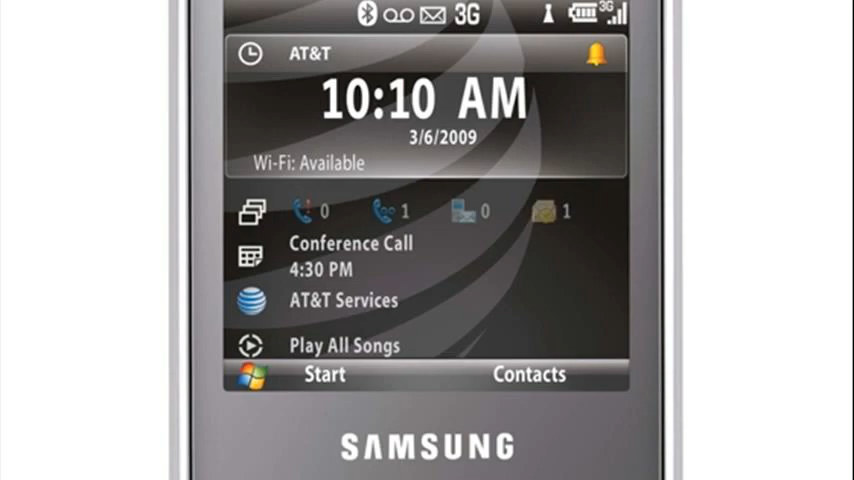 3G 3G
AT&T
10:10 AM
3/6/2009
Wi-Fi: Available
0 1 0 1
Conference Call
4:30 PM
AT&T Services
Play All Songs
Start Contacts
SAMSUNG